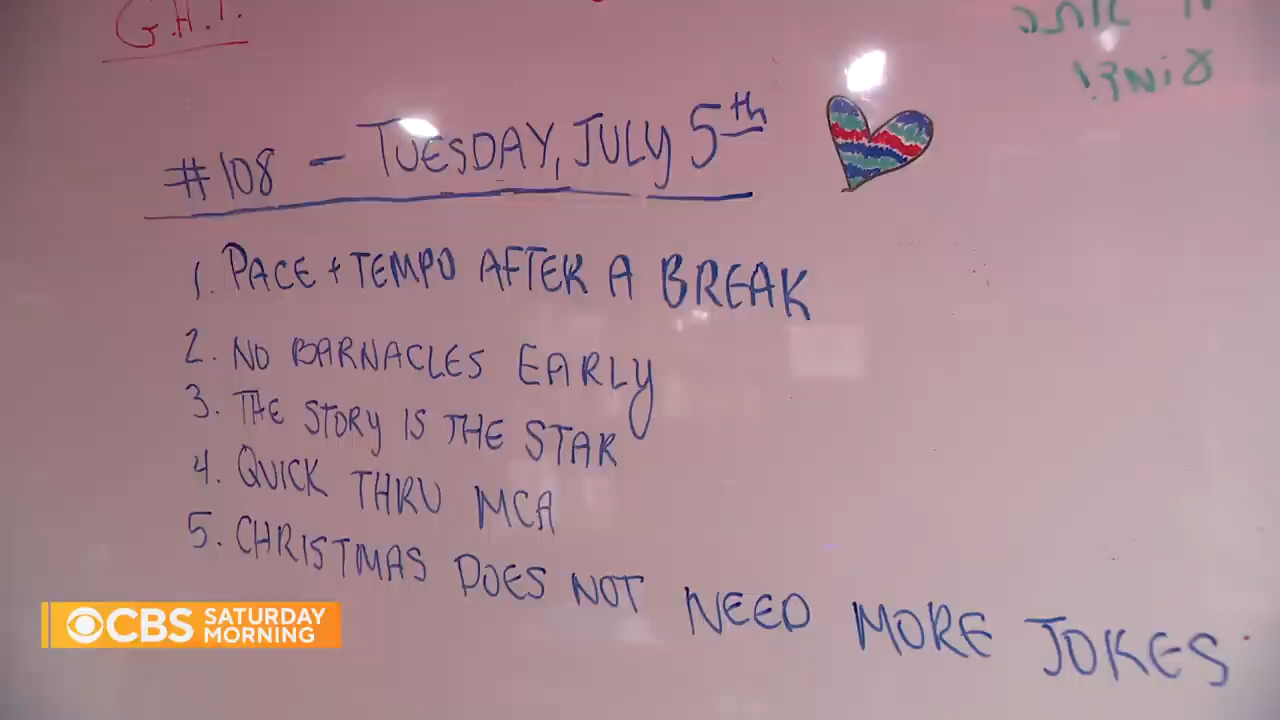 G.H.I.
#108 - TUESDAY, JULY 5th
1. PACE + TEMPO AFTER A BREAK
2. NO BARNACLES EARLY
3. THE STORY IS THE STAR
4. QUICK THRU MCA
5. CHRISTMAS DOES NOT NEED MORE JOKES
CBS SATURDAY MORNING